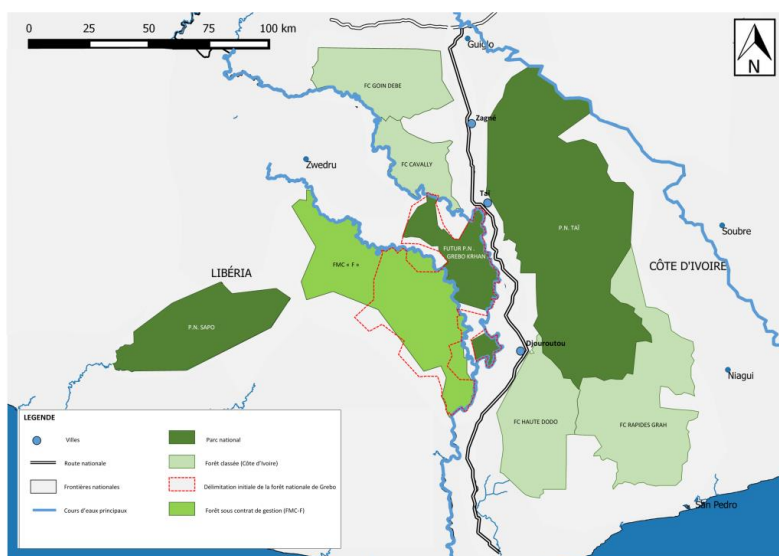 0 25 50 75 100 km
N
Guiglo
FC GOIN DEBE
Zagné
Zwedru
FC CAVALLY
Taï
P.N. TAÏ
Soubre
FUTUR P.N.
GREBO-KRHAN
FMC « F »
CÔTE D'IVOIRE
LIBÉRIA
P.N. SAPO
Djouroutou
Niagui
FC HAUTE DODO
FC RAPIDES GRAH
San Pedro
LEGENDE
Villes
Parc national
Route nationale
Forêt classée (Côte d'Ivoire)
Frontières nationales
Délimitation initiale de la forêt nationale de Grebo
Cours d'eaux principaux
Forêt sous contrat de gestion (FMC-F)